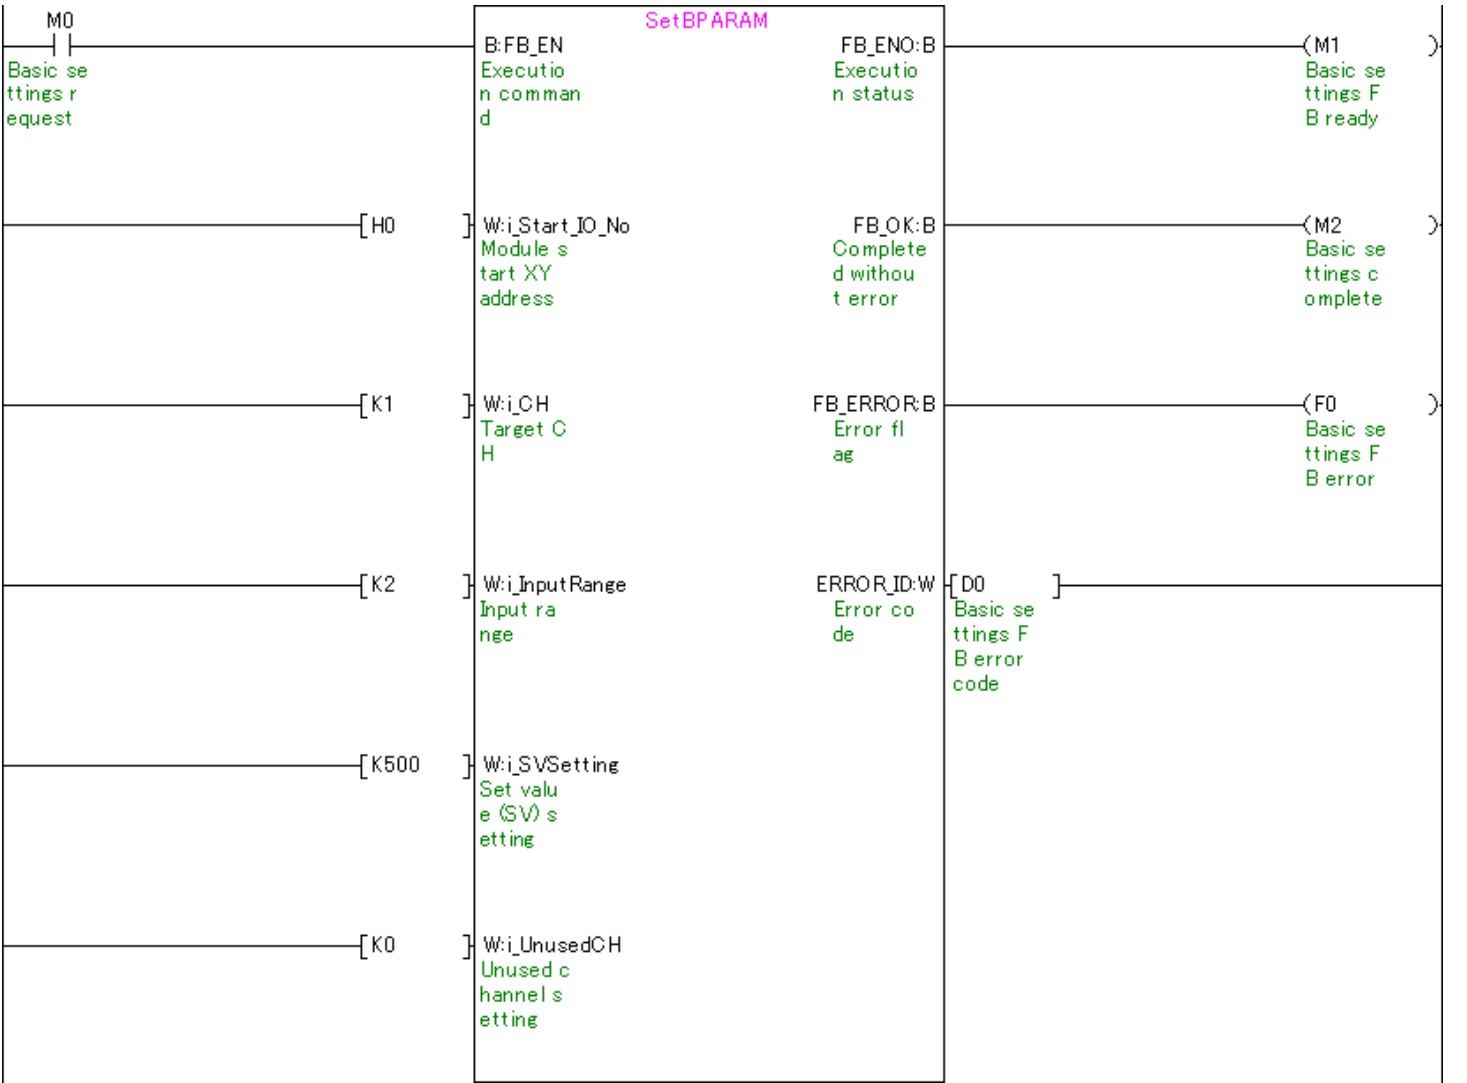 M0
SetBPARAM
B:FB_EN
FB_ENO:B
(M1 )
Basic se
ttings r
equest
Executio
n comman
d
Executio
n status
Basic se
ttings F
B ready
[H0 ]
W:i_Start_IO_No
FB_OK:B
(M2 )
Module s
tart XY
address
Complete
d withou
t error
Basic se
ttings c
omplete
[K1 ]
W:i_CH
FB_ERROR:B
(F0 )
Target C
H
Error fl
ag
Basic se
ttings F
B error
[K2 ]
W:i_InputRange
ERROR_ID:W
[D0 ]
Input ra
nge
Error co
de
Basic se
ttings F
B error
code
[K500 ]
W:i_SVSetting
Set valu
e (SV) s
etting
[K0 ]
W:i_UnusedCH
Unused c
hannel s
etting